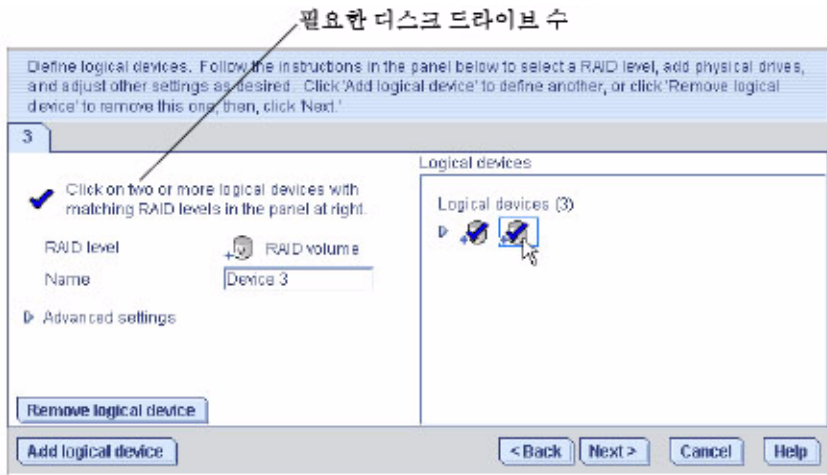 필요한 디스크 드라이브 수
Define logical devices. Follow the instructions in the panel below to select a RAID level, add physical drives,
and adjust other settings as desired. Click 'Add logical device' to define another, or click 'Remove logical
device' to remove this one; then, click 'Next.'
3
Click on two or more logical devices with
matching RAID levels in the panel at right.
RAID level
RAID volume
Name
Device 3
Advanced settings
Remove logical device
Logical devices
Logical devices (3)
Add logical device
< Back
Next >
Cancel
Help